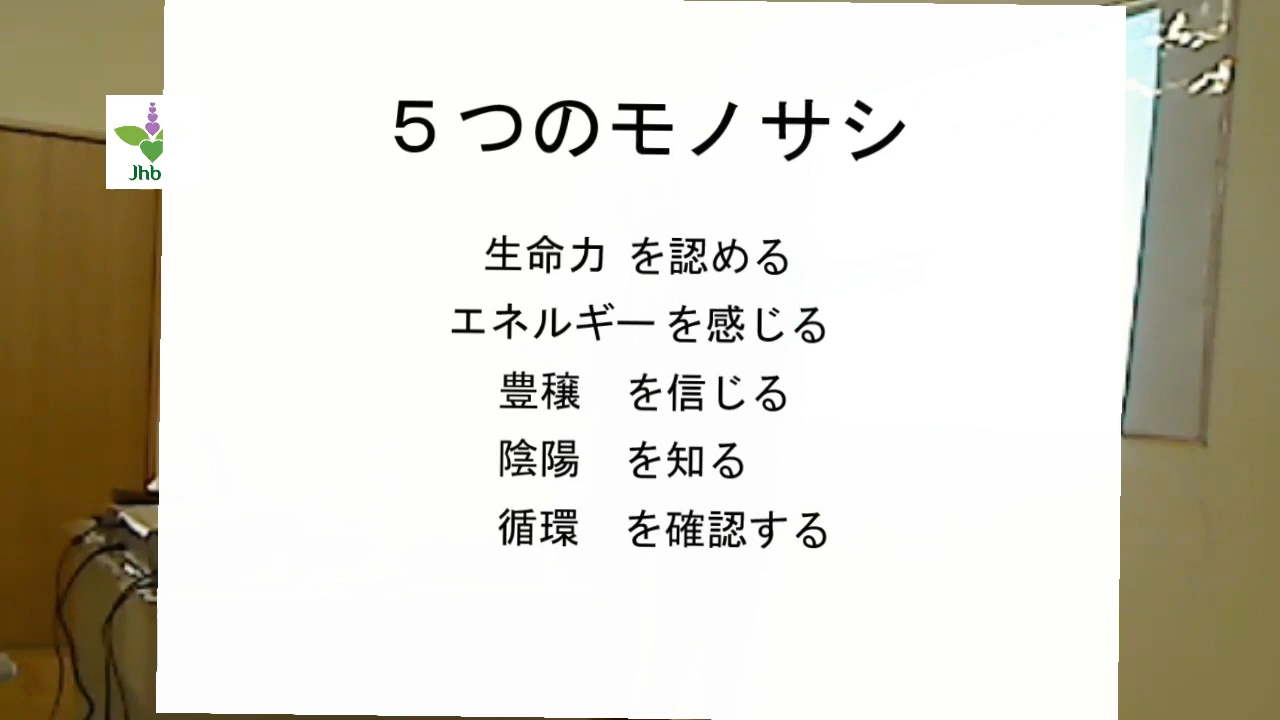 Jhb
５つのモノサシ
生命力 を認める
エネルギー を感じる
豊穣　を信じる
陰陽　を知る
循環　を確認する